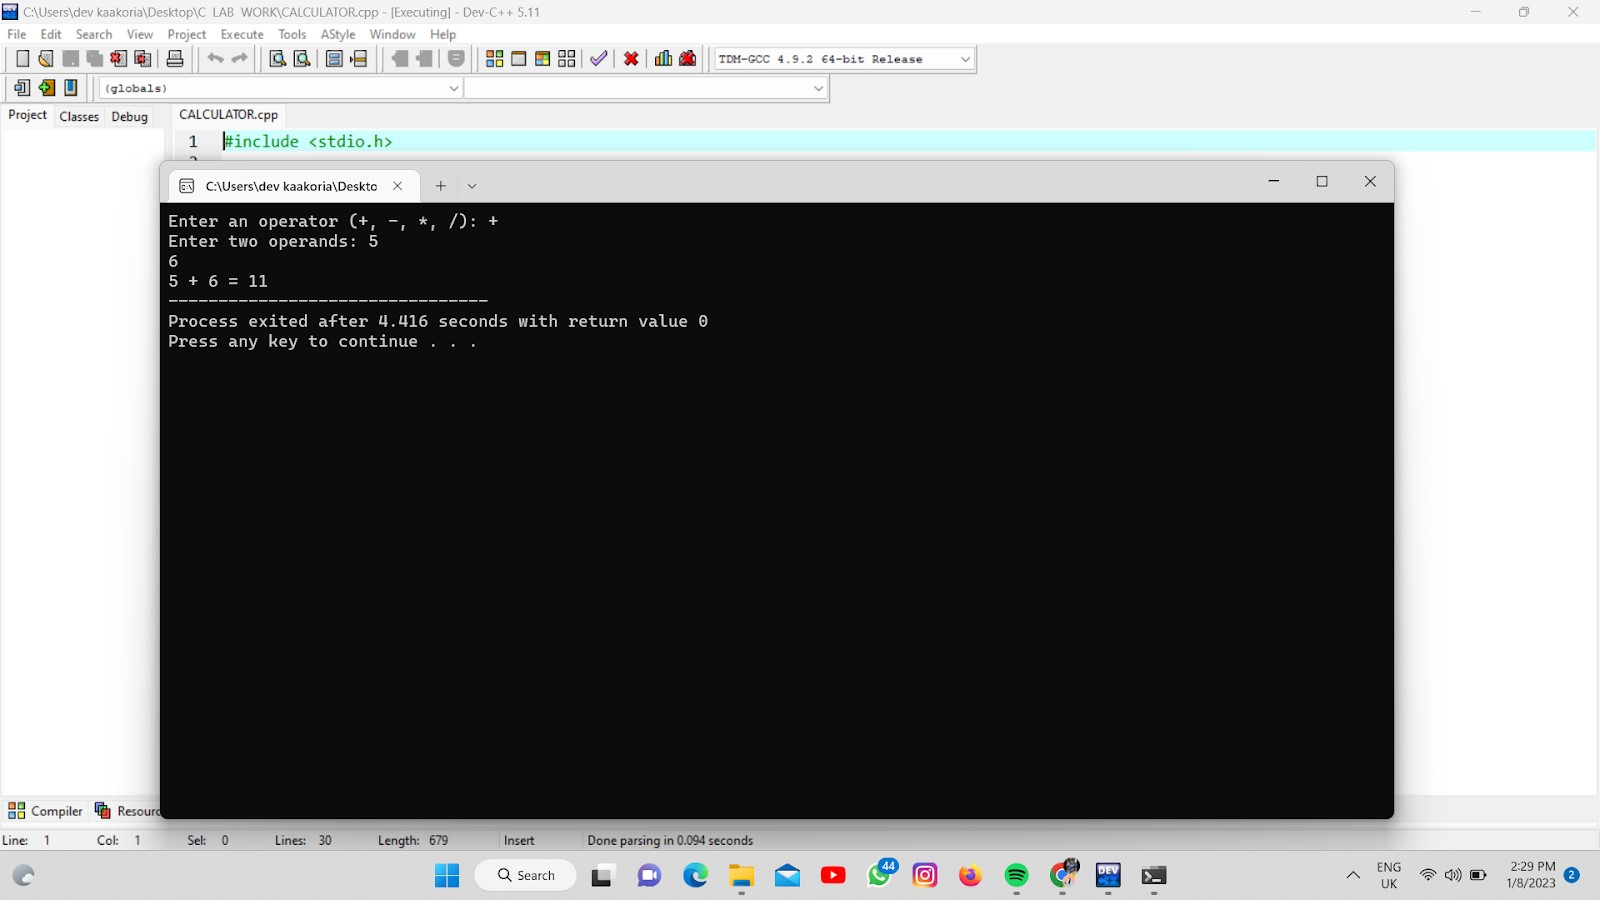 C:\Users\dev kaakoria\Desktop\C LAB WORK\CALCULATOR.cpp - [Executing] - Dev-C++ 5.11
File Edit Search View Project Execute Tools AStyle Window Help
TDM-GCC 4.9.2 64-bit Release
(globals)
Project Classes Debug CALCULATOR.cpp
1 #include <stdio.h>
C:\Users\dev kaakoria\Deskto
Enter an operator (+, -, *, /): +
Enter two operands: 5
6
5 + 6 = 11
--------------------------------
Process exited after 4.416 seconds with return value 0
Press any key to continue . . .
Compiler Resourc
Line: 1 Col: 1 Sel: 0 Lines: 30 Length: 679 Insert Done parsing in 0.094 seconds
Search
44
DEV
ENG
UK
2:29 PM
1/8/2023
2